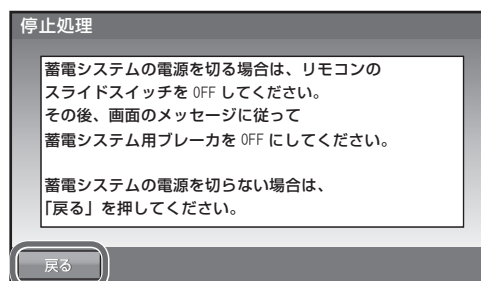 停止処理
蓄電システムの電源を切る場合は、リモコンの
スライドスイッチを OFF してください。
その後、画面のメッセージに従って
蓄電システム用ブレーカを OFF にしてください。
蓄電システムの電源を切らない場合は、
「戻る」を押してください。
戻る